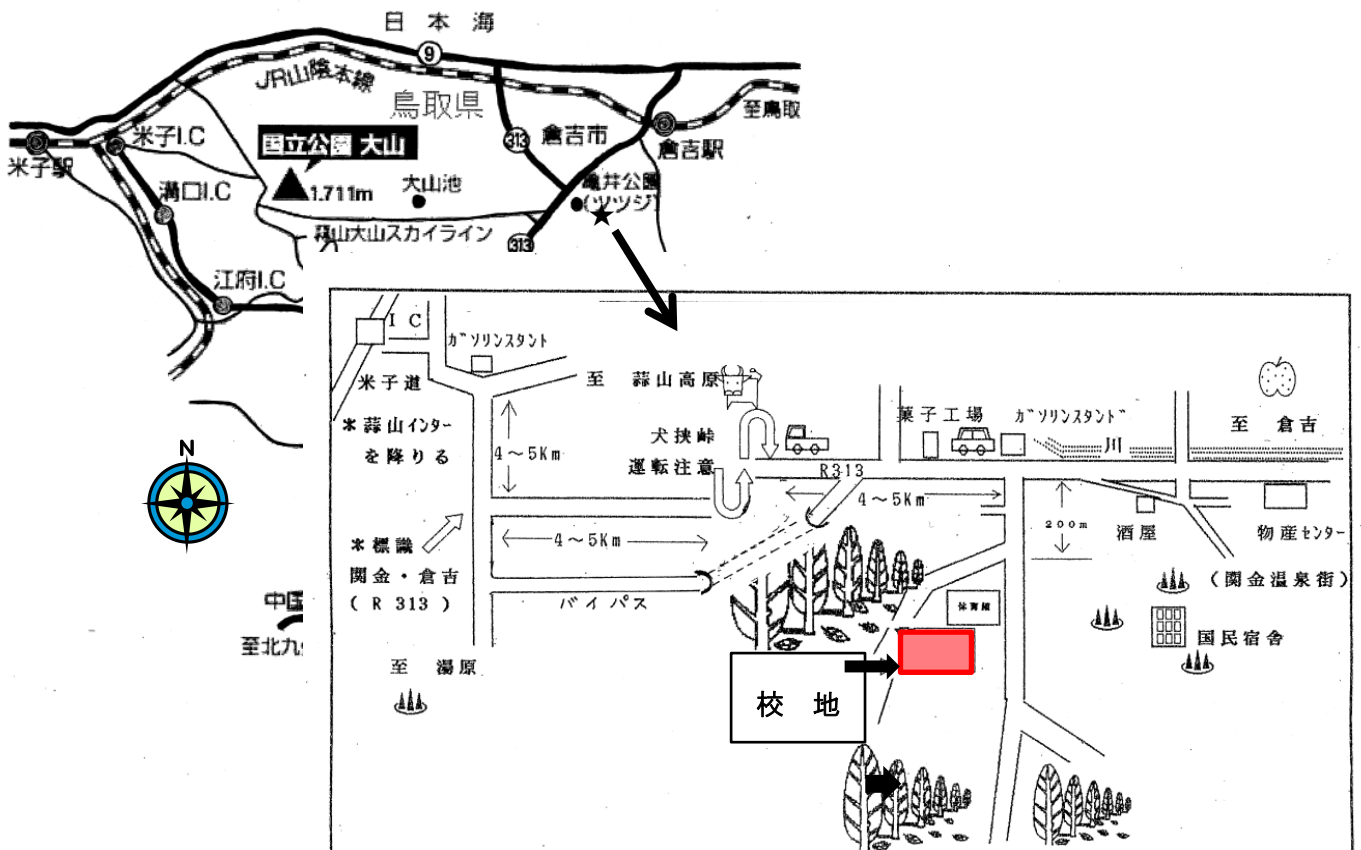 日 本 海
9
JR山陰本線
鳥取県
至鳥取
米子I.C
米子駅
国立公園 大山
313
倉吉市
倉吉駅
溝口I.C
1.711m
大山池
亀井公園
(ツツジ)
蒜山大山スカイライン
313
江府I.C
I C
ガソリンスタント
米子道
至 蒜山高原
菓子工場
ガソリンスタンド
至 倉吉
＊蒜山インター
を降りる
4～5Km
犬挟峠
運転注意
川
R313
4～5Km
N
200m
酒屋
物産センター
＊標識
関金・倉吉
( R 313 )
4～5Km
バイパス
(関金温泉街)
体育館
中国
至北九
国民宿舎
至 湯原
校 地